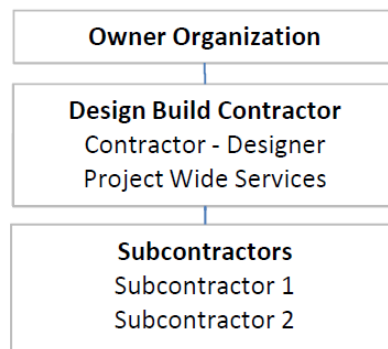 Owner Organization
Design Build Contractor
Contractor - Designer
Project Wide Services
Subcontractors
Subcontractor 1
Subcontractor 2